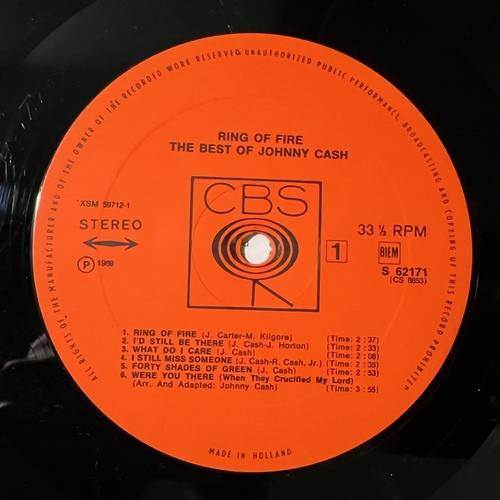 ALL RIGHTS OF THE MANUFACTURER AND OF THE OWNER OF THE RECORDED WORK RESERVED. UNAUTHORIZED PUBLIC PERFORMANCE, BROADCASTING AND COPYING OF THIS RECORD PROHIBITED
RING OF FIRE
THE BEST OF JOHNNY CASH
CBS
XSM 59712-1
STEREO
P 1969
1
33 ⅓ RPM
BIEM
S 62171
(CS 8853)
1. RING OF FIRE (J. Carter-M. Kilgore) (Time: 2:37)
2. I'D STILL BE THERE (J. Cash-J. Horton) (Time: 2:33)
3. WHAT DO I CARE (J. Cash) (Time: 2:06)
4. I STILL MISS SOMEONE (J. Cash-R. Cash, Jr.) (Time: 2:35)
5. FORTY SHADES OF GREEN (J. Cash) (Time: 2:53)
6. WERE YOU THERE (When They Crucified My Lord)
(Arr. And Adapted: Johnny Cash) (Time: 3:55)
MADE IN HOLLAND